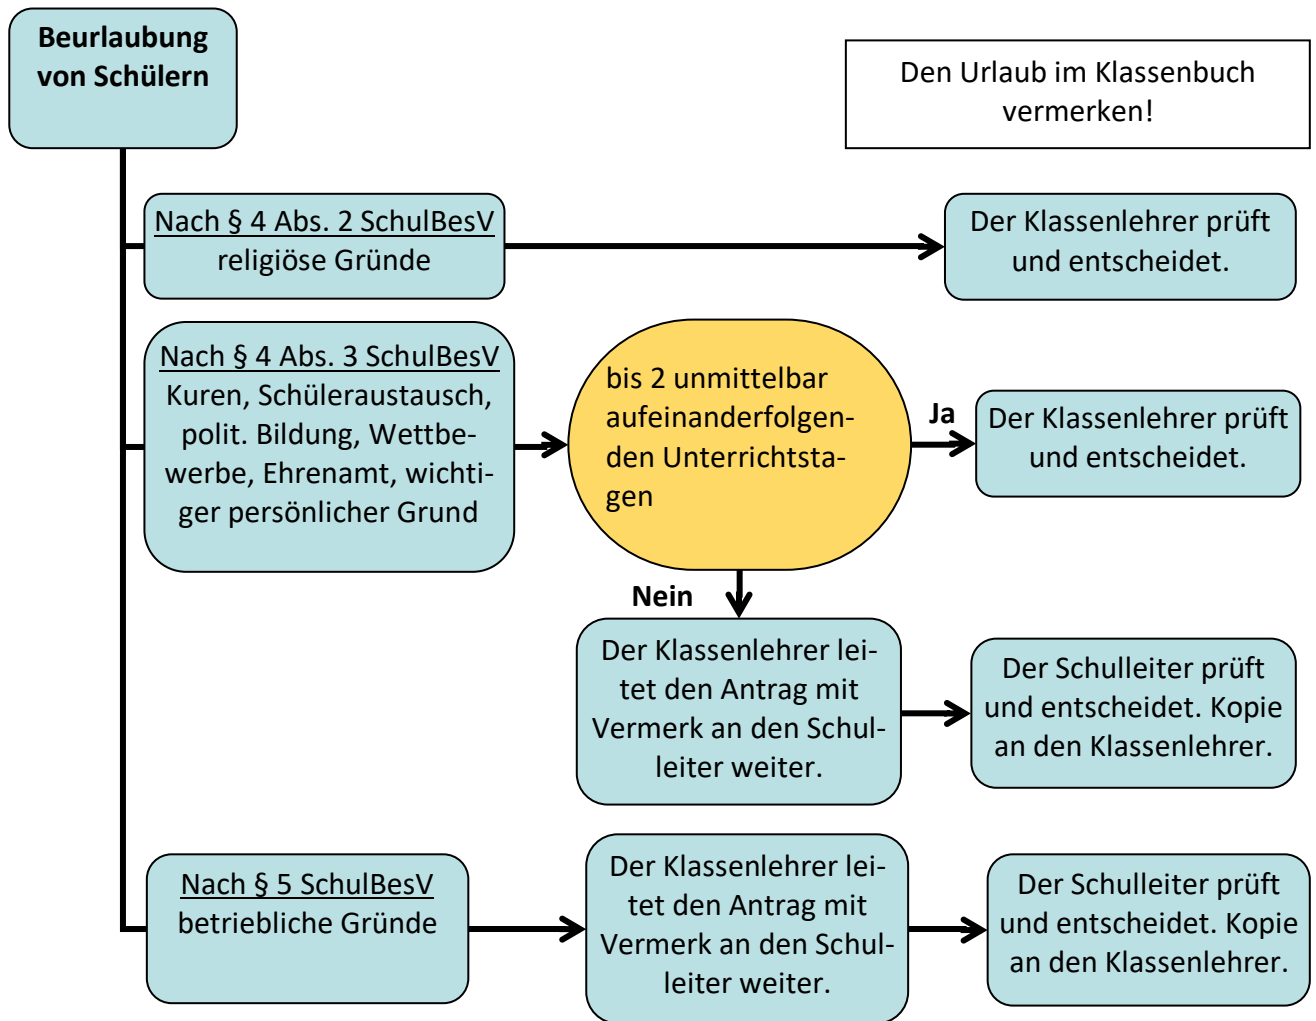 Beurlaubung
von Schülern
Den Urlaub im Klassenbuch
vermerken!
Nach § 4 Abs. 2 SchulBesV
religiöse Gründe
Der Klassenlehrer prüft
und entscheidet.
Nach § 4 Abs. 3 SchulBesV
Kuren, Schüleraustausch,
polit. Bildung, Wettbe-
werbe, Ehrenamt, wichti-
ger persönlicher Grund
bis 2 unmittelbar
aufeinanderfolgen-
den Unterrichtsta-
gen
Ja
Der Klassenlehrer prüft
und entscheidet.
Nein
Der Klassenlehrer lei-
tet den Antrag mit
Vermerk an den Schul-
leiter weiter.
Der Schulleiter prüft
und entscheidet. Kopie
an den Klassenlehrer.
Nach § 5 SchulBesV
betriebliche Gründe
Der Klassenlehrer lei-
tet den Antrag mit
Vermerk an den Schul-
leiter weiter.
Der Schulleiter prüft
und entscheidet. Kopie
an den Klassenlehrer.